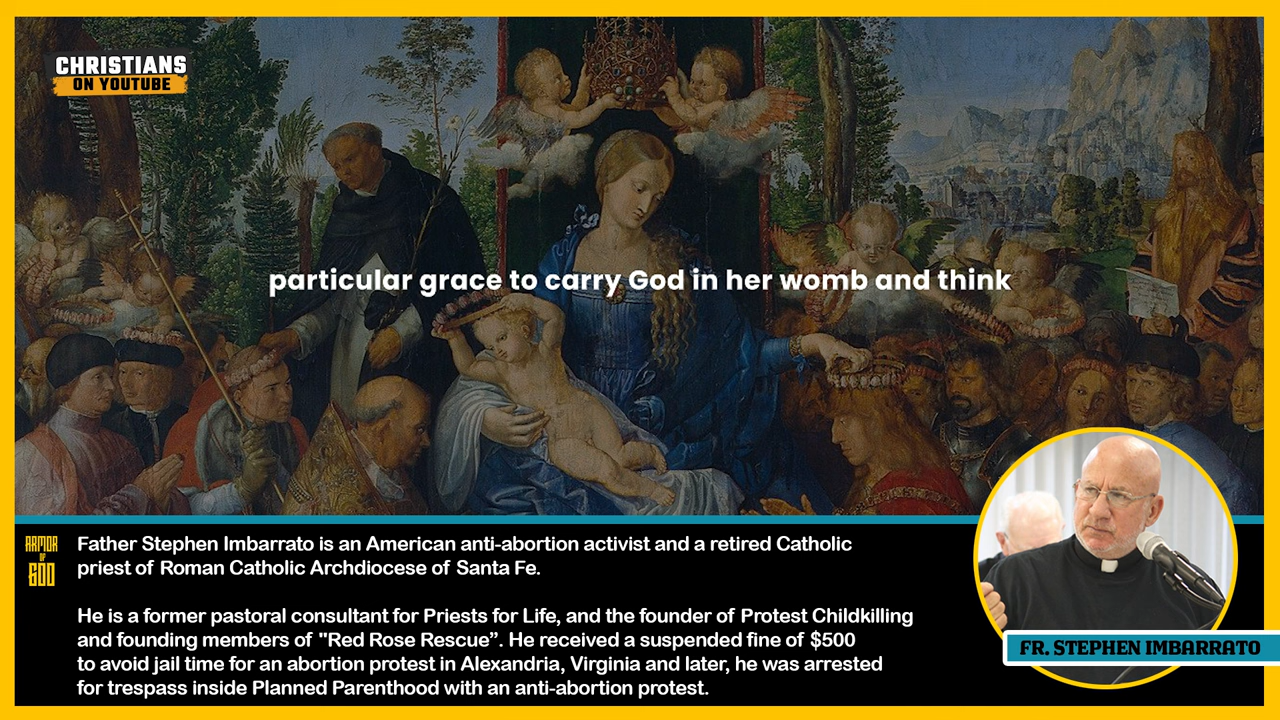 CHRISTIANS
ON YOUTUBE
particular grace to carry God in her womb and think
ARMOR
OF
GOD
Father Stephen Imbarrato is an American anti-abortion activist and a retired Catholic
priest of Roman Catholic Archdiocese of Santa Fe.
He is a former pastoral consultant for Priests for Life, and the founder of Protest Childkilling
and founding members of "Red Rose Rescue”. He received a suspended fine of $500
to avoid jail time for an abortion protest in Alexandria, Virginia and later, he was arrested
for trespass inside Planned Parenthood with an anti-abortion protest.
FR. STEPHEN IMBARRATO